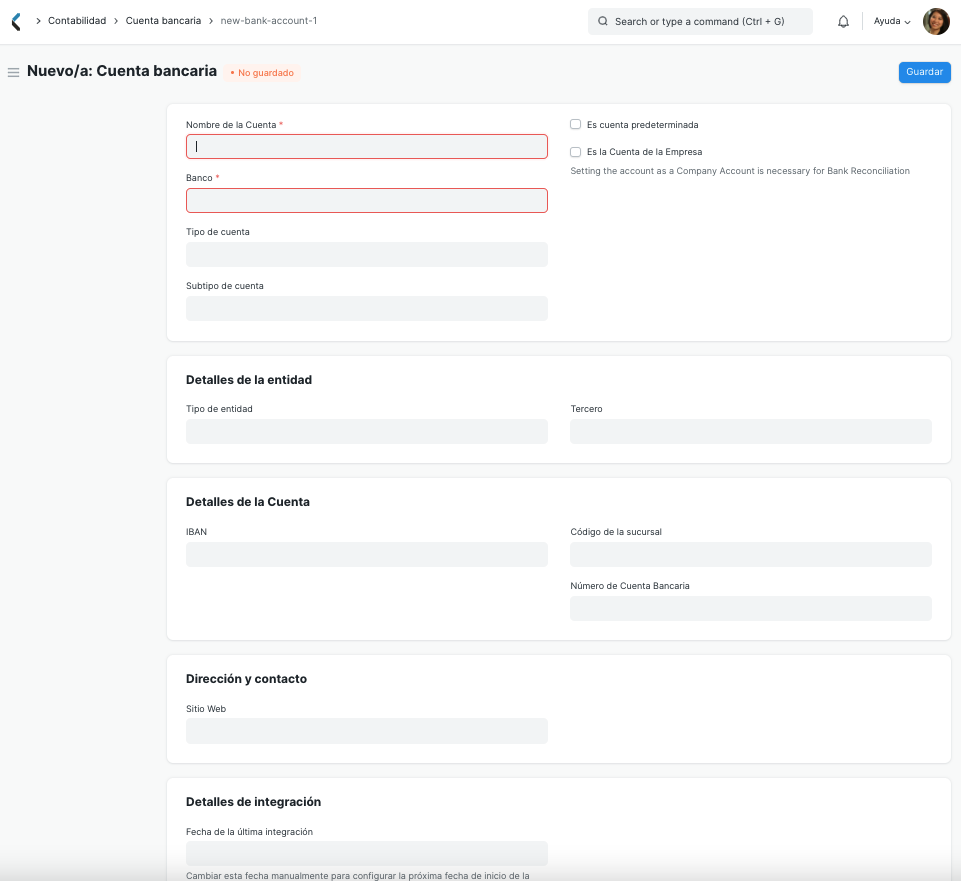 Contabilidad
Cuenta bancaria
new-bank-account-1
Search or type a command (Ctrl + G)
Ayuda
Nuevo/a: Cuenta bancaria
No guardado
Guardar
Nombre de la Cuenta *
Banco *
Tipo de cuenta
Subtipo de cuenta
Es cuenta predeterminada
Es la Cuenta de la Empresa
Setting the account as a Company Account is necessary for Bank Reconciliation
Detalles de la entidad
Tipo de entidad
Tercero
Detalles de la Cuenta
IBAN
Código de la sucursal
Número de Cuenta Bancaria
Dirección y contacto
Sitio Web
Detalles de integración
Fecha de la última integración
Cambiar esta fecha manualmente para configurar la próxima fecha de inicio de la